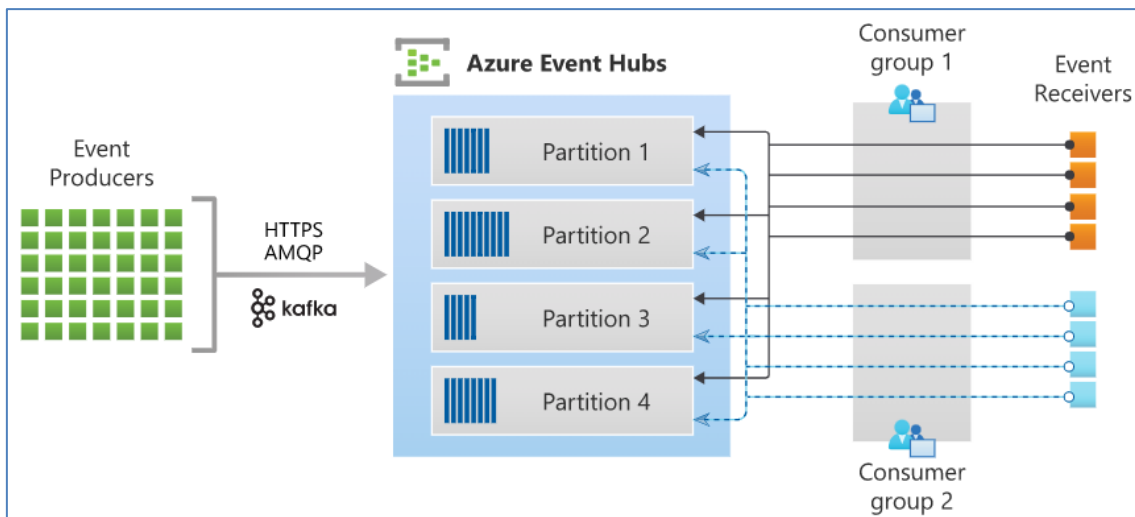 Azure Event Hubs
Event
Producers
HTTPS
AMQP
kafka
Partition 1
Partition 2
Partition 3
Partition 4
Consumer
group 1
Event
Receivers
Consumer
group 2